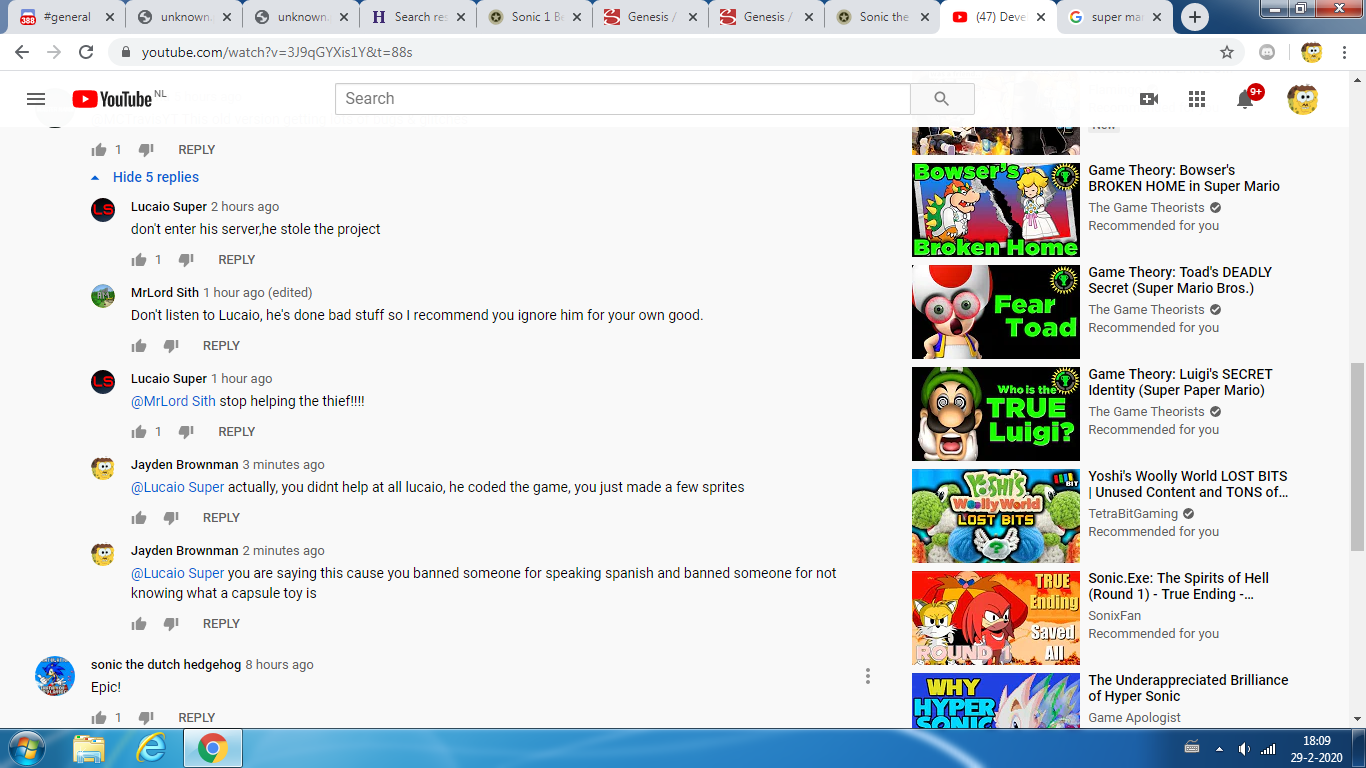 388 #general
unknown
unknown.
H Search re
Sonic 1 B
Genesis /
Genesis /
Sonic the
(47) Deve
super ma
youtube.com/watch?v=3J9qGYXis1Y&t=88s
YouTube NL
Search
9+
1 REPLY
Hide 5 replies
LS
Lucaio Super 2 hours ago
don't enter his server,he stole the project
1 REPLY
MrLord Sith 1 hour ago (edited)
Don't listen to Lucaio, he's done bad stuff so I recommend you ignore him for your own good.
REPLY
LS
Lucaio Super 1 hour ago
@MrLord Sith stop helping the thief!!!!
1 REPLY
Jayden Brownman 3 minutes ago
@Lucaio Super actually, you didnt help at all lucaio, he coded the game, you just made a few sprites
REPLY
Jayden Brownman 2 minutes ago
@Lucaio Super you are saying this cause you banned someone for speaking spanish and banned someone for not
knowing what a capsule toy is
REPLY
sonic the dutch hedgehog 8 hours ago
Epic!
1 REPLY
New
Bowser's
Broken Home
Game Theory: Bowser's
BROKEN HOME in Super Mario
The Game Theorists
Recommended for you
Fear
Toad
Game Theory: Toad's DEADLY
Secret (Super Mario Bros.)
The Game Theorists
Recommended for you
Who is the
TRUE
Luigi?
Game Theory: Luigi's SECRET
Identity (Super Paper Mario)
The Game Theorists
Recommended for you
YOSHI'S
Woolly World
LOST BITS
BIT
Yoshi's Woolly World LOST BITS
| Unused Content and TONS of...
TetraBitGaming
Recommended for you
TRUE
Ending
Saved
All
ROUND 1
Sonic.Exe: The Spirits of Hell
(Round 1) - True Ending -...
SonixFan
Recommended for you
WHY
HYPER
SONIC
The Underappreciated Brilliance
of Hyper Sonic
Game Apologist
18:09
29-2-2020